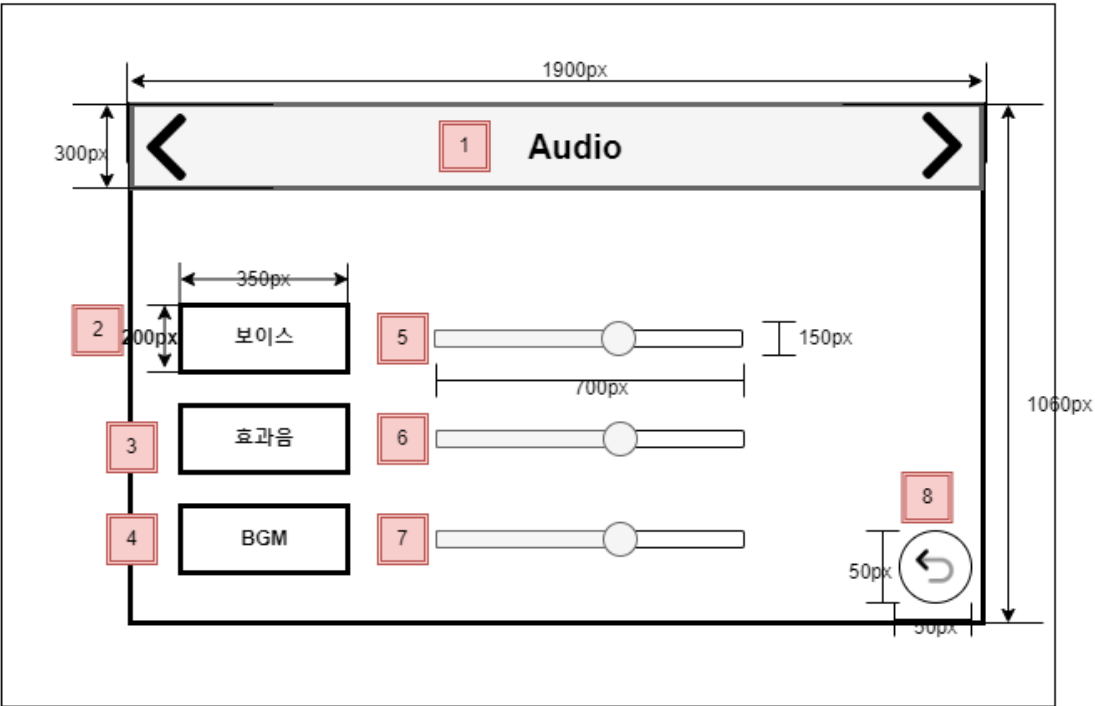 1900px
300px
1
Audio
350px
2
200px
보이스
5
150px
700px
1060px
3
효과음
6
8
4
BGM
7
50px
50px